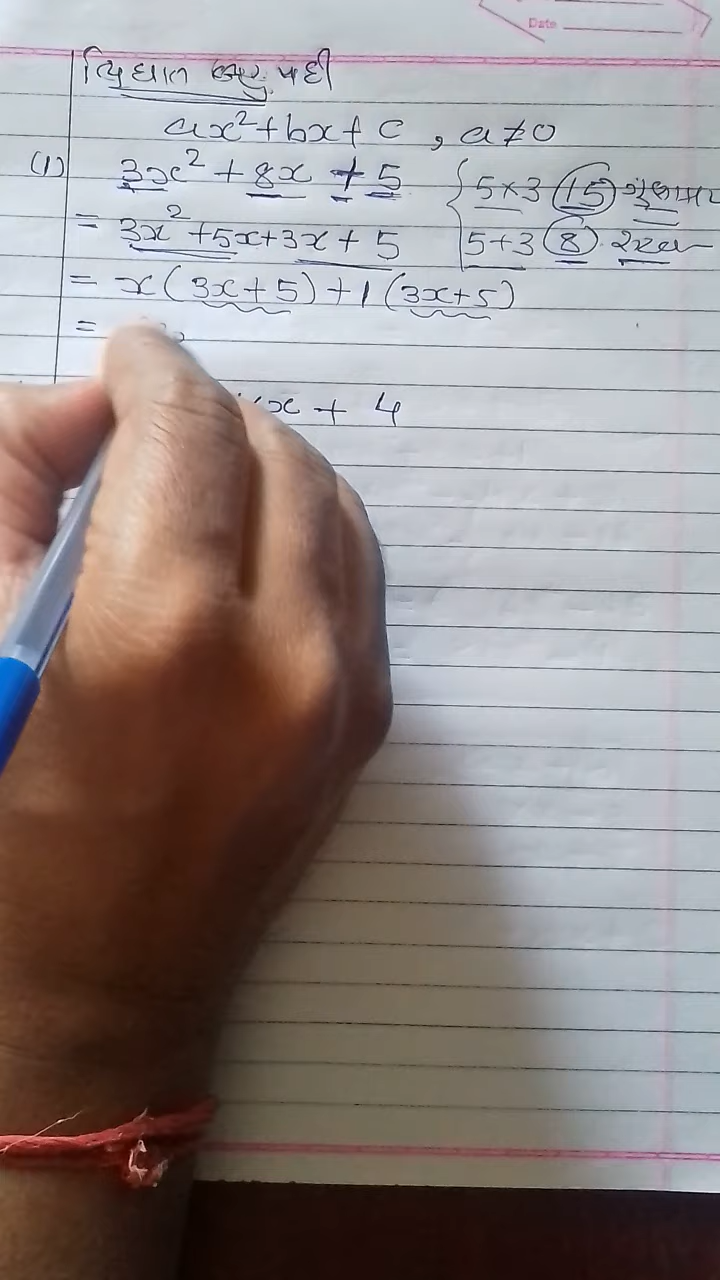 Date
દ્વિઘાત બહુપદી
ax²+bx+c , a≠0
(1) 3x² + 8x + 5 { 5×3 (15) ગુણાકાર
= 3x²+5x+3x+5 5+3 (8)
= x(3x+5)+1(3x+5)
=
x + 4